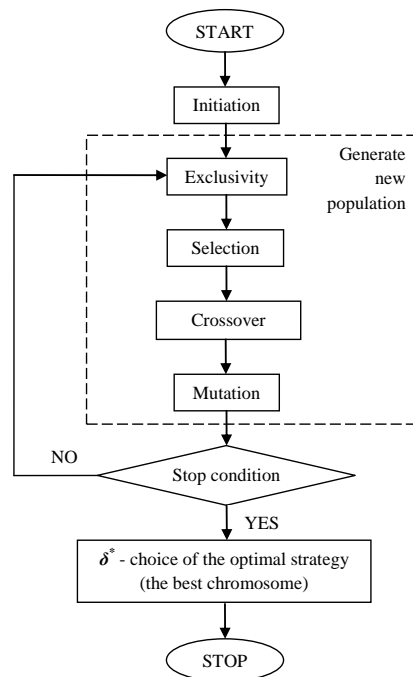 START
Initiation
Generate
new
population
Exclusivity
Selection
Crossover
Mutation
NO
Stop condition
YES
δ* - choice of the optimal strategy
(the best chromosome)
STOP